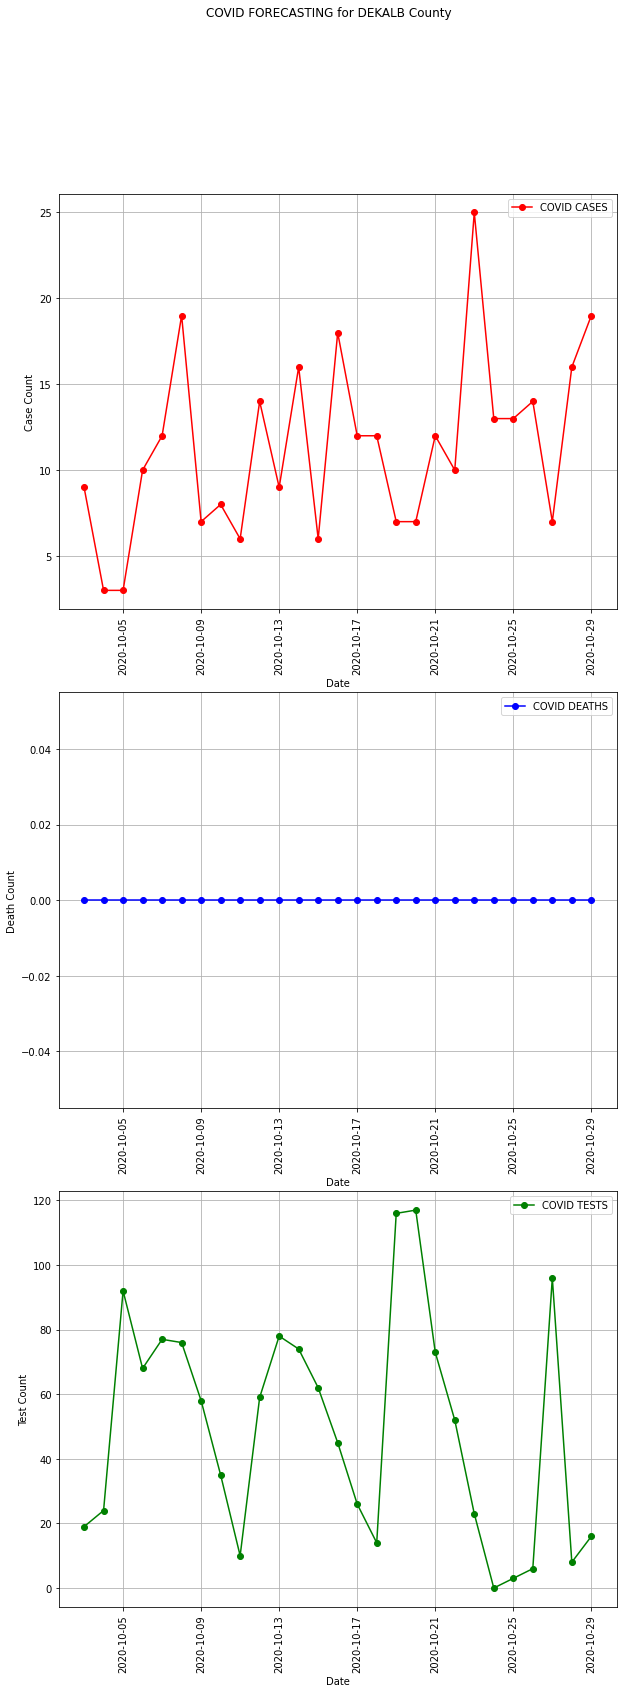 COVID FORECASTING for DEKALB County
COVID CASES
25
20
15
10
5
Case Count
2020-10-05 2020-10-09 2020-10-13 2020-10-17 2020-10-21 2020-10-25 2020-10-29
Date
COVID DEATHS
0.04
0.02
0.00
−0.02
−0.04
Death Count
2020-10-05 2020-10-09 2020-10-13 2020-10-17 2020-10-21 2020-10-25 2020-10-29
Date
COVID TESTS
120
100
80
60
40
20
0
Test Count
2020-10-05 2020-10-09 2020-10-13 2020-10-17 2020-10-21 2020-10-25 2020-10-29
Date